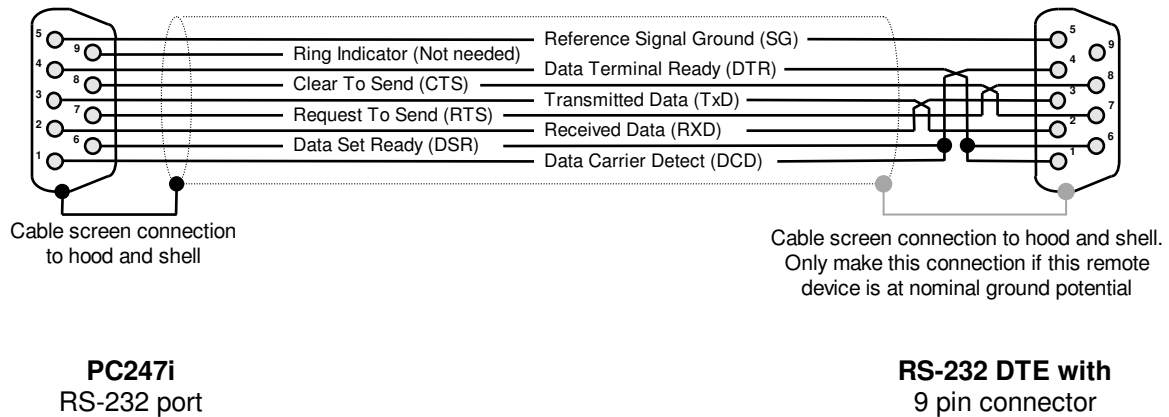 5
9
4
8
3
7
2
6
1
Reference Signal Ground (SG)
Ring Indicator (Not needed)
Data Terminal Ready (DTR)
Clear To Send (CTS)
Transmitted Data (TxD)
Request To Send (RTS)
Received Data (RXD)
Data Set Ready (DSR)
Data Carrier Detect (DCD)
5
9
4
8
3
7
2
6
1
Cable screen connection
to hood and shell
Cable screen connection to hood and shell.
Only make this connection if this remote
device is at nominal ground potential
PC247i
RS-232 port
RS-232 DTE with
9 pin connector